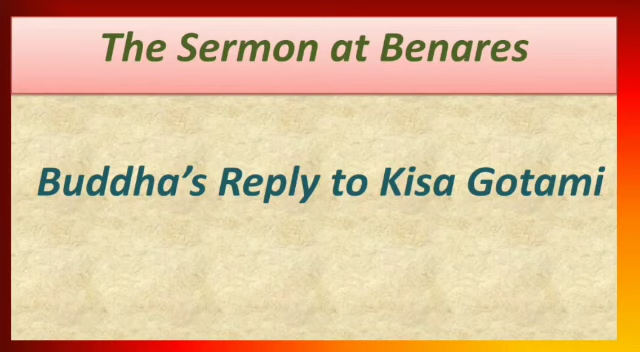 The Sermon at Benares
Buddha’s Reply to Kisa Gotami